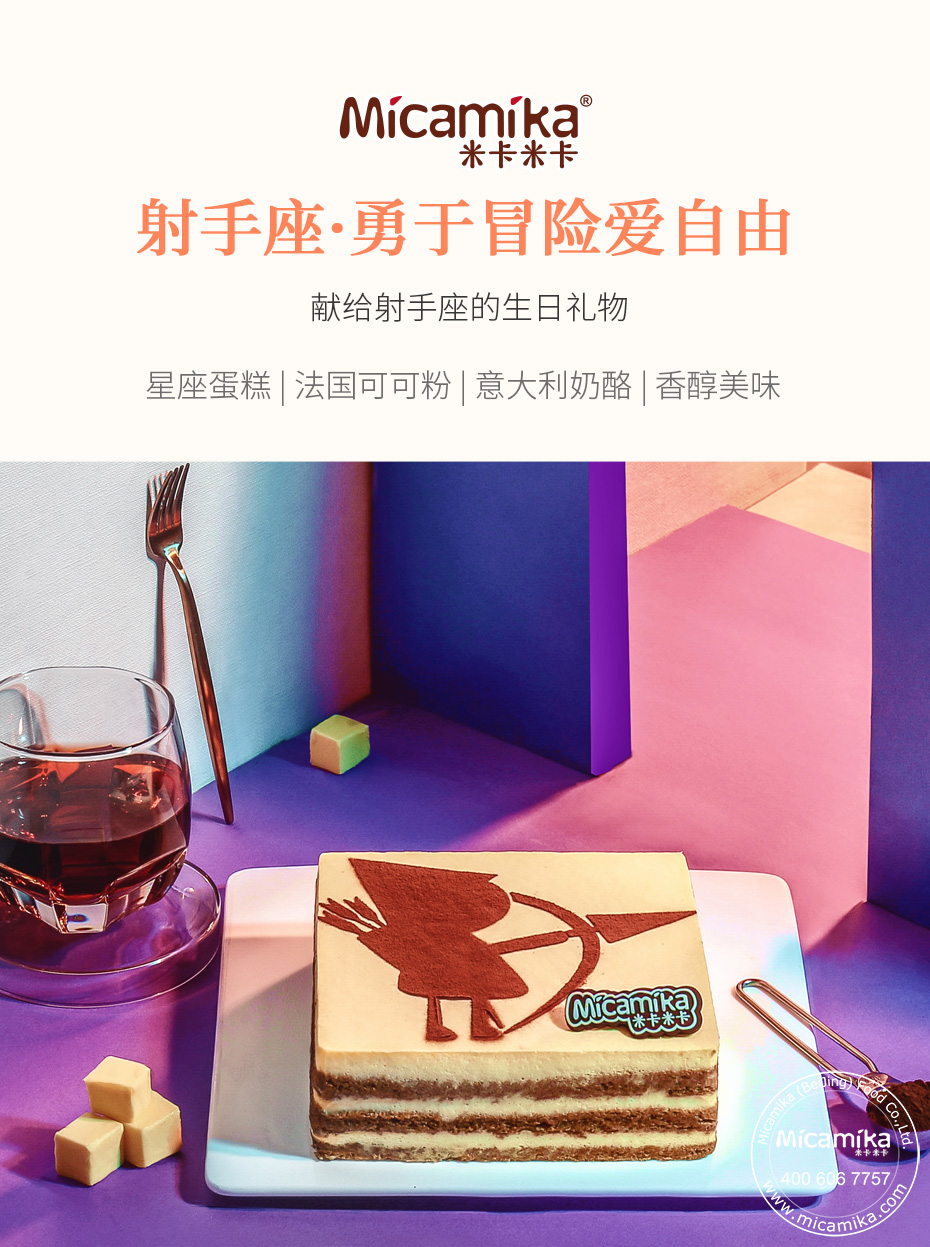 Micamika®
米卡米卡
射手座·勇于冒险爱自由
献给射手座的生日礼物
星座蛋糕 | 法国可可粉 | 意大利奶酪 | 香醇美味
Micamika
米卡米卡
Micamika (BeiJing) Food Co.,Ltd.
Micamika
米卡米卡
400 606 7757
www.micamika.com